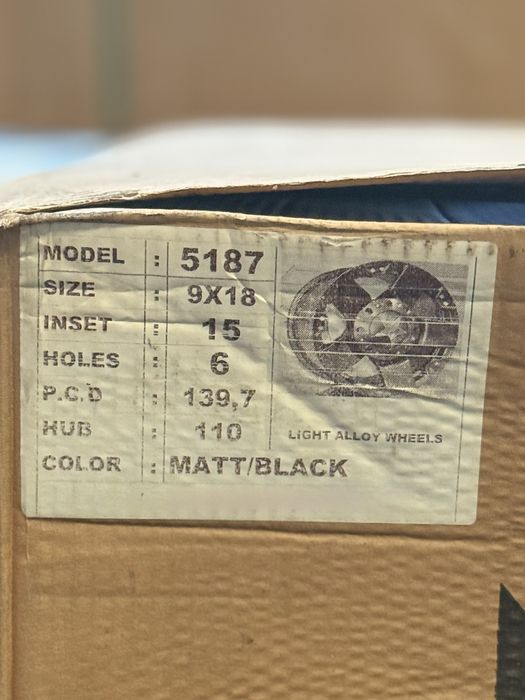 MODEL : 5187
SIZE : 9X18
INSET : 15
HOLES : 6
P.C.D : 139,7
HUB : 110
LIGHT ALLOY WHEELS
COLOR : MATT/BLACK